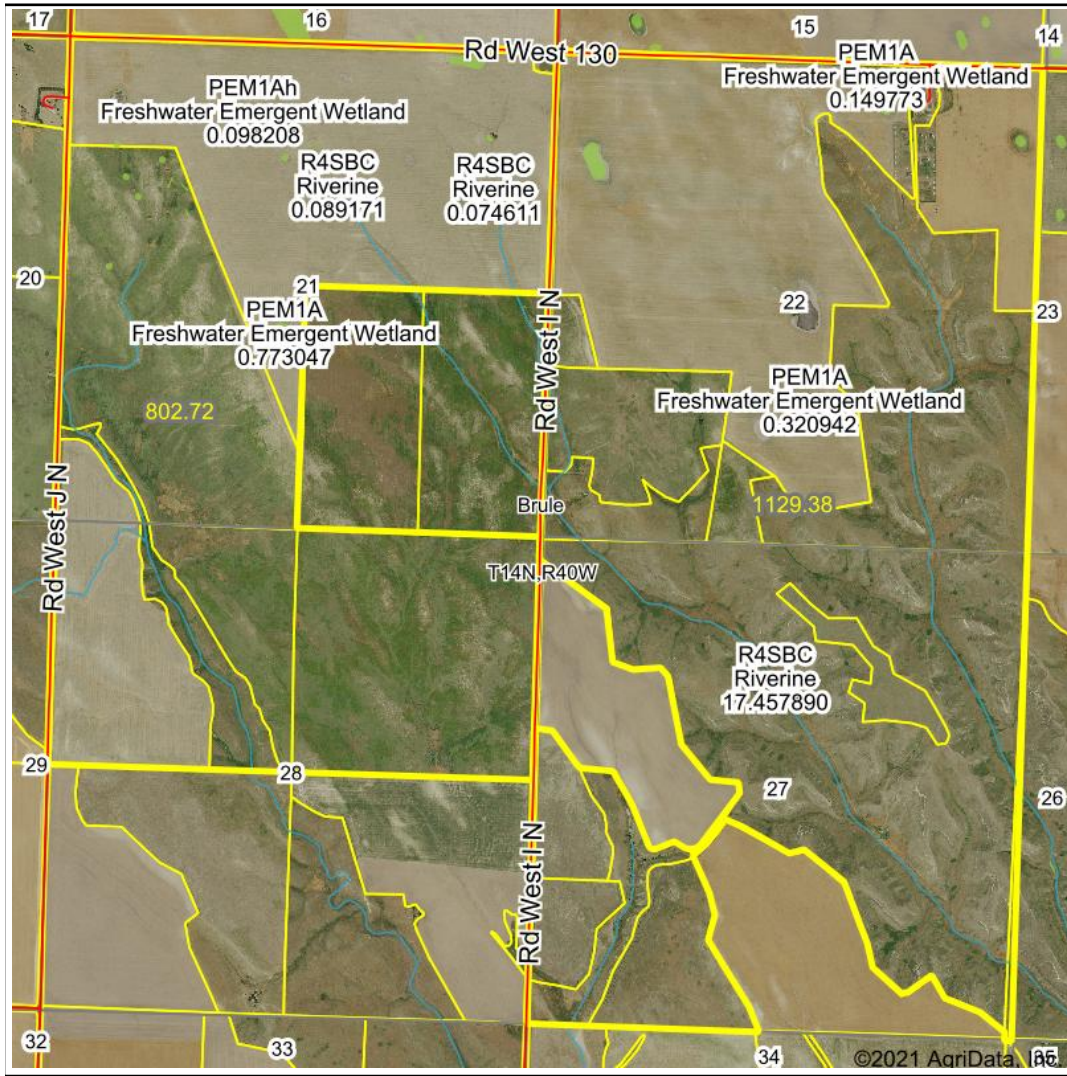 17
16
15
14
Rd West 130
PEM1A
Freshwater Emergent Wetland
0.149773
PEM1Ah
Freshwater Emergent Wetland
0.098208
R4SBC
Riverine
0.089171
R4SBC
Riverine
0.074611
20
21
22
23
PEM1A
Freshwater Emergent Wetland
0.773047
Rd West I N
PEM1A
Freshwater Emergent Wetland
0.320942
802.72
Rd West J N
Brule
1129.38
T14N,R40W
R4SBC
Riverine
17.457890
29
28
27
26
Rd West I N
32
33
34
35
©2021 AgriData, Inc.